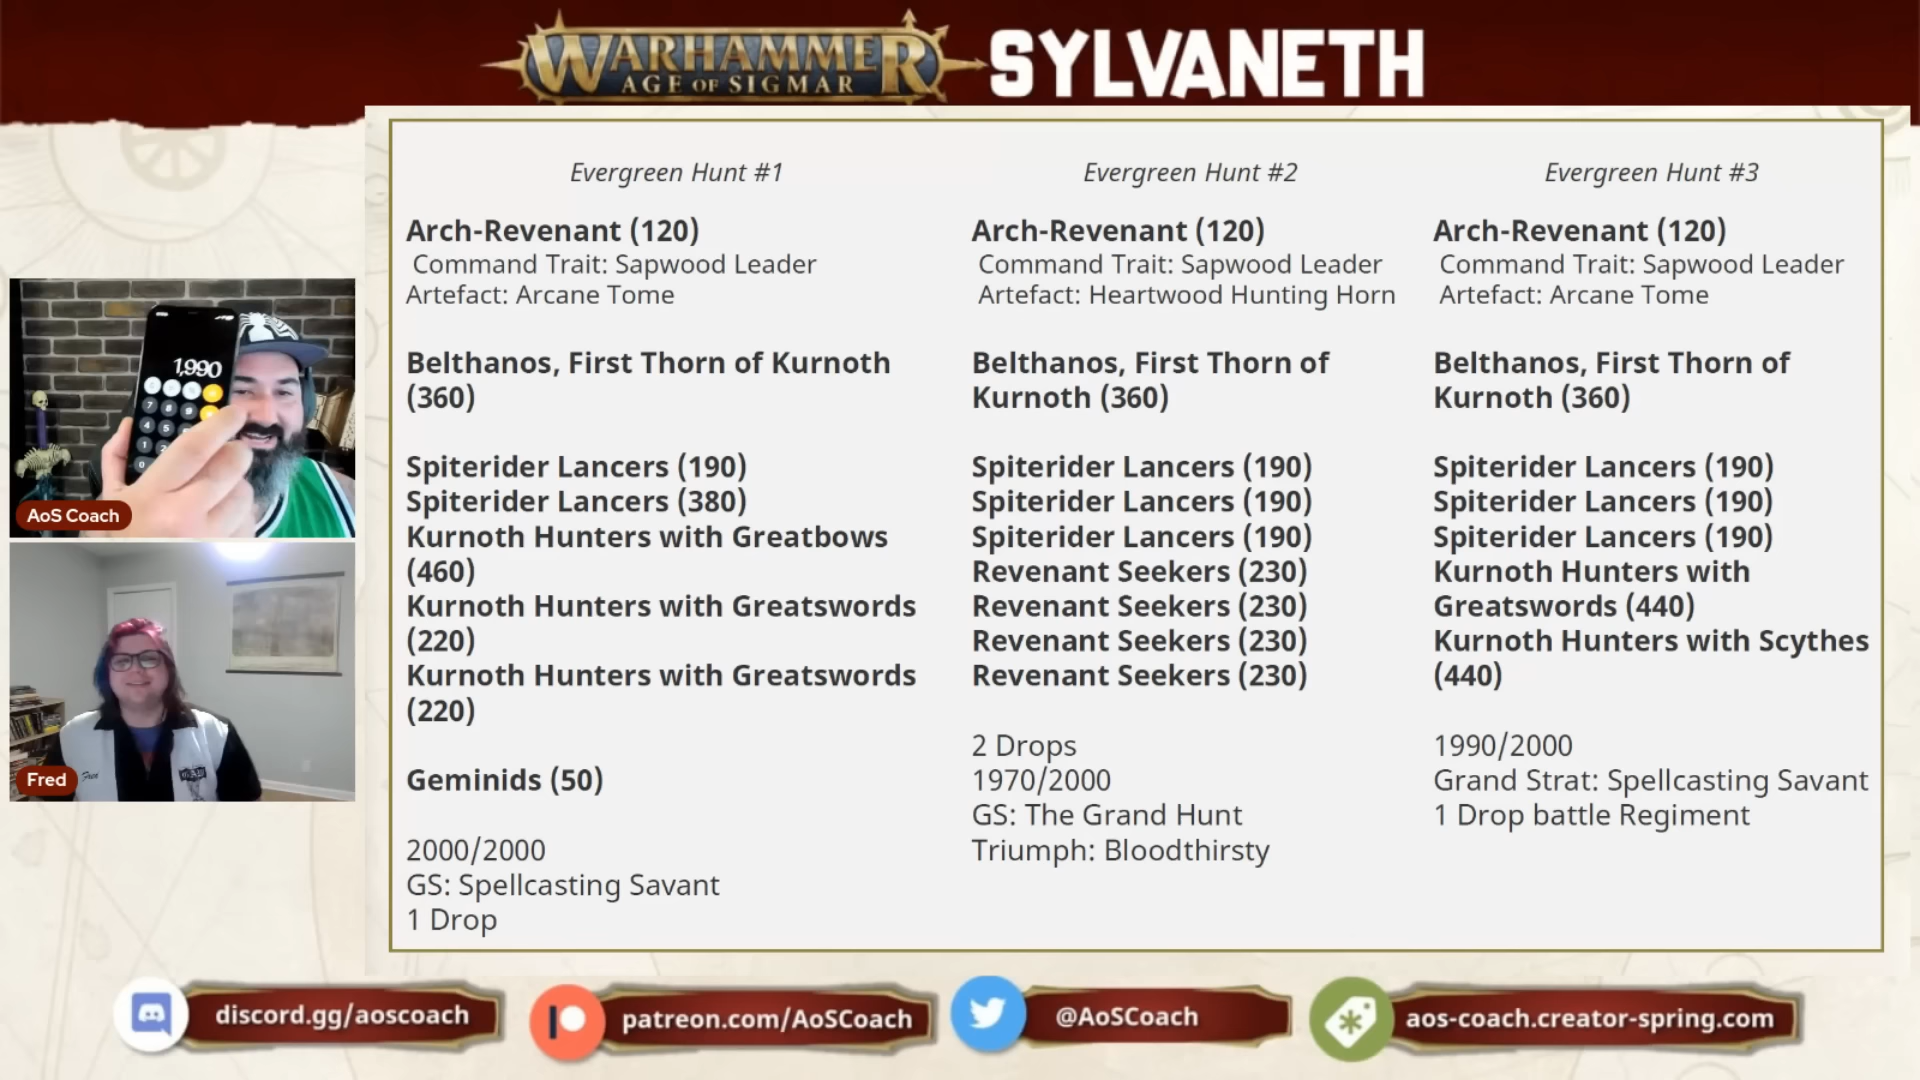 WARHAMMER
AGE OF SIGMAR
SYLVANETH
Evergreen Hunt #1
Arch-Revenant (120)
Command Trait: Sapwood Leader
Artefact: Arcane Tome
Belthanos, First Thorn of Kurnoth
(360)
Spiterider Lancers (190)
Spiterider Lancers (380)
Kurnoth Hunters with Greatbows
(460)
Kurnoth Hunters with Greatswords
(220)
Kurnoth Hunters with Greatswords
(220)
Geminids (50)
2000/2000
GS: Spellcasting Savant
1 Drop
Evergreen Hunt #2
Arch-Revenant (120)
Command Trait: Sapwood Leader
Artefact: Heartwood Hunting Horn
Belthanos, First Thorn of
Kurnoth (360)
Spiterider Lancers (190)
Spiterider Lancers (190)
Spiterider Lancers (190)
Revenant Seekers (230)
Revenant Seekers (230)
Revenant Seekers (230)
Revenant Seekers (230)
2 Drops
1970/2000
GS: The Grand Hunt
Triumph: Bloodthirsty
Evergreen Hunt #3
Arch-Revenant (120)
Command Trait: Sapwood Leader
Artefact: Arcane Tome
Belthanos, First Thorn of
Kurnoth (360)
Spiterider Lancers (190)
Spiterider Lancers (190)
Spiterider Lancers (190)
Kurnoth Hunters with
Greatswords (440)
Kurnoth Hunters with Scythes
(440)
1990/2000
Grand Strat: Spellcasting Savant
1 Drop battle Regiment
1,990
7 8 9
4 5
1
0
AoS Coach
Fred
discord.gg/aoscoach
patreon.com/AoSCoach
@AoSCoach
aos-coach.creator-spring.com